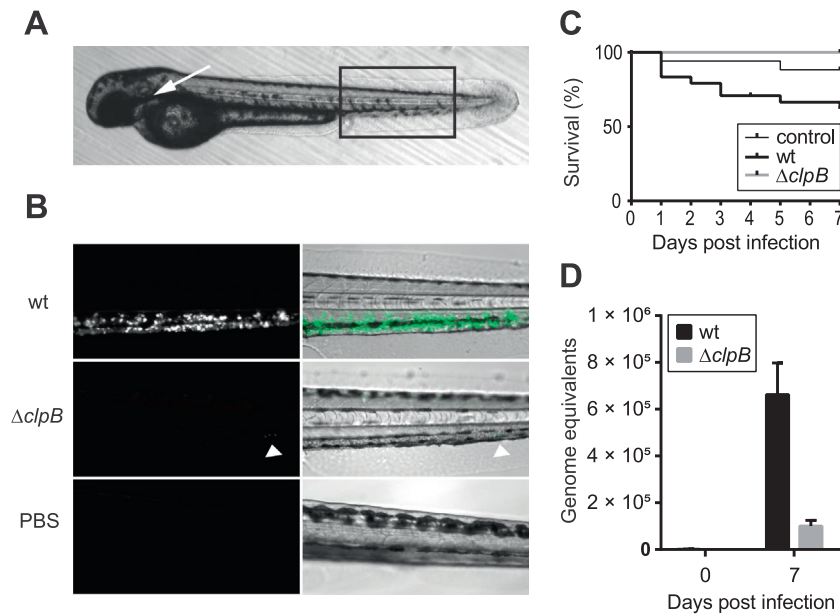 A
B
wt
ΔclpB
PBS
C
Survival (%)
100
50
0
control
wt
ΔclpB
0 1 2 3 4 5 6 7
Days post infection
D
Genome equivalents
1 × 10⁶
8 × 10⁵
6 × 10⁵
4 × 10⁵
2 × 10⁵
0
wt
ΔclpB
0 7
Days post infection